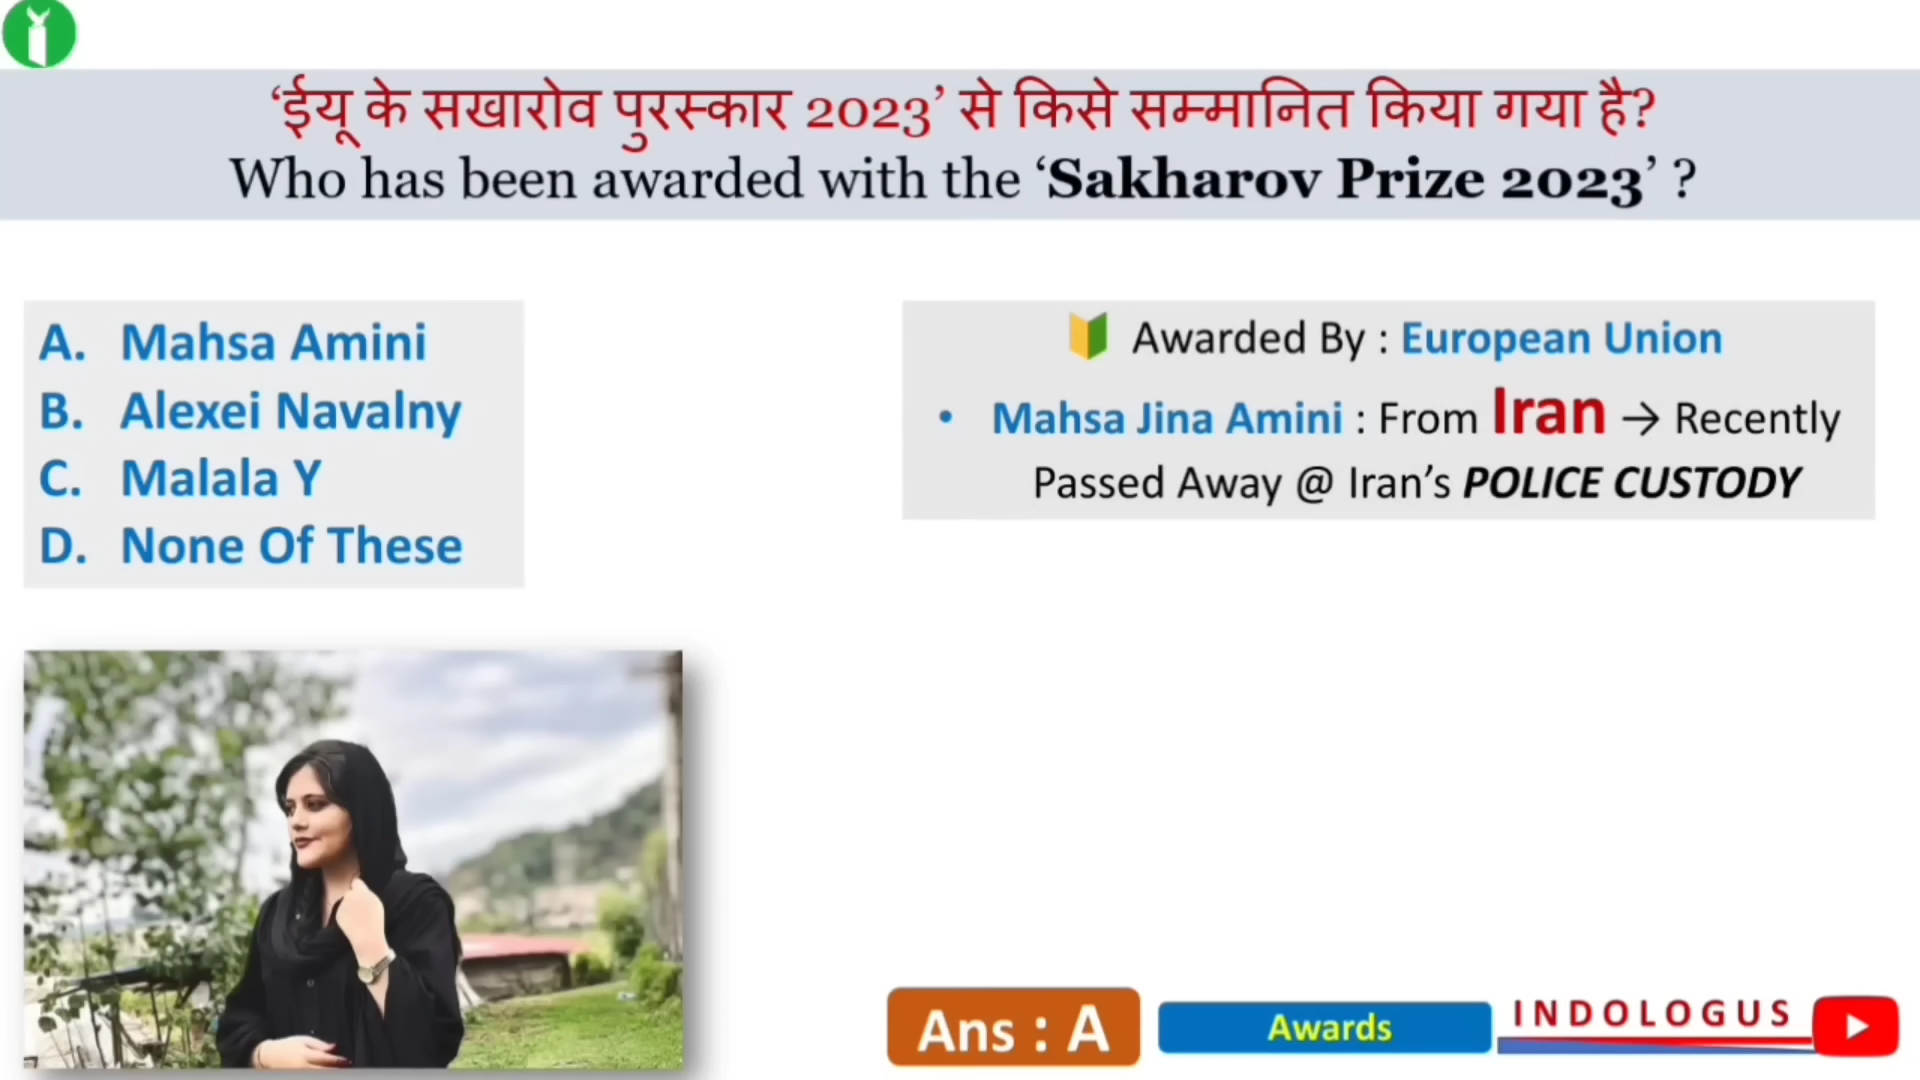 ‘ईयू के सखारोव पुरस्कार 2023’ से किसे सम्मानित किया गया है?
Who has been awarded with the ‘Sakharov Prize 2023’ ?
A. Mahsa Amini
B. Alexei Navalny
C. Malala Y
D. None Of These
Awarded By : European Union
• Mahsa Jina Amini : From Iran → Recently
Passed Away @ Iran’s POLICE CUSTODY
Ans : A
Awards
INDOLOGUS